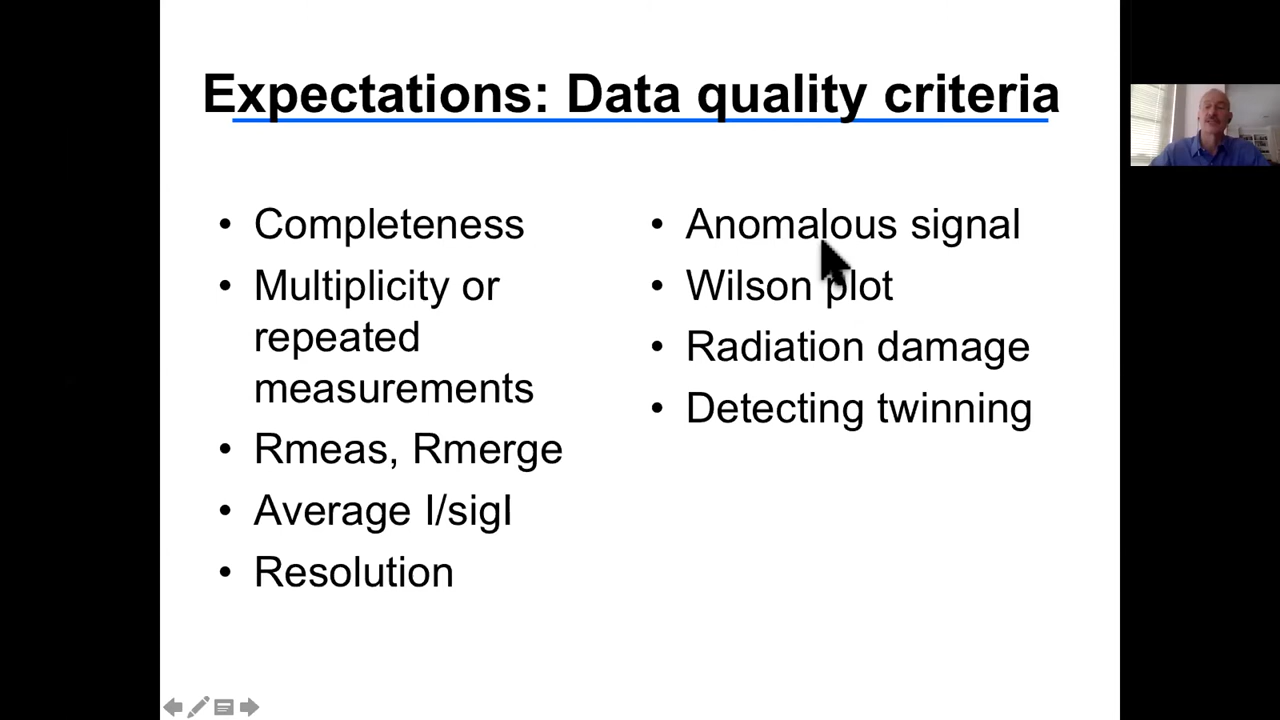 Expectations: Data quality criteria
• Completeness
• Multiplicity or
repeated
measurements
• Rmeas, Rmerge
• Average I/sigI
• Resolution
• Anomalous signal
• Wilson plot
• Radiation damage
• Detecting twinning